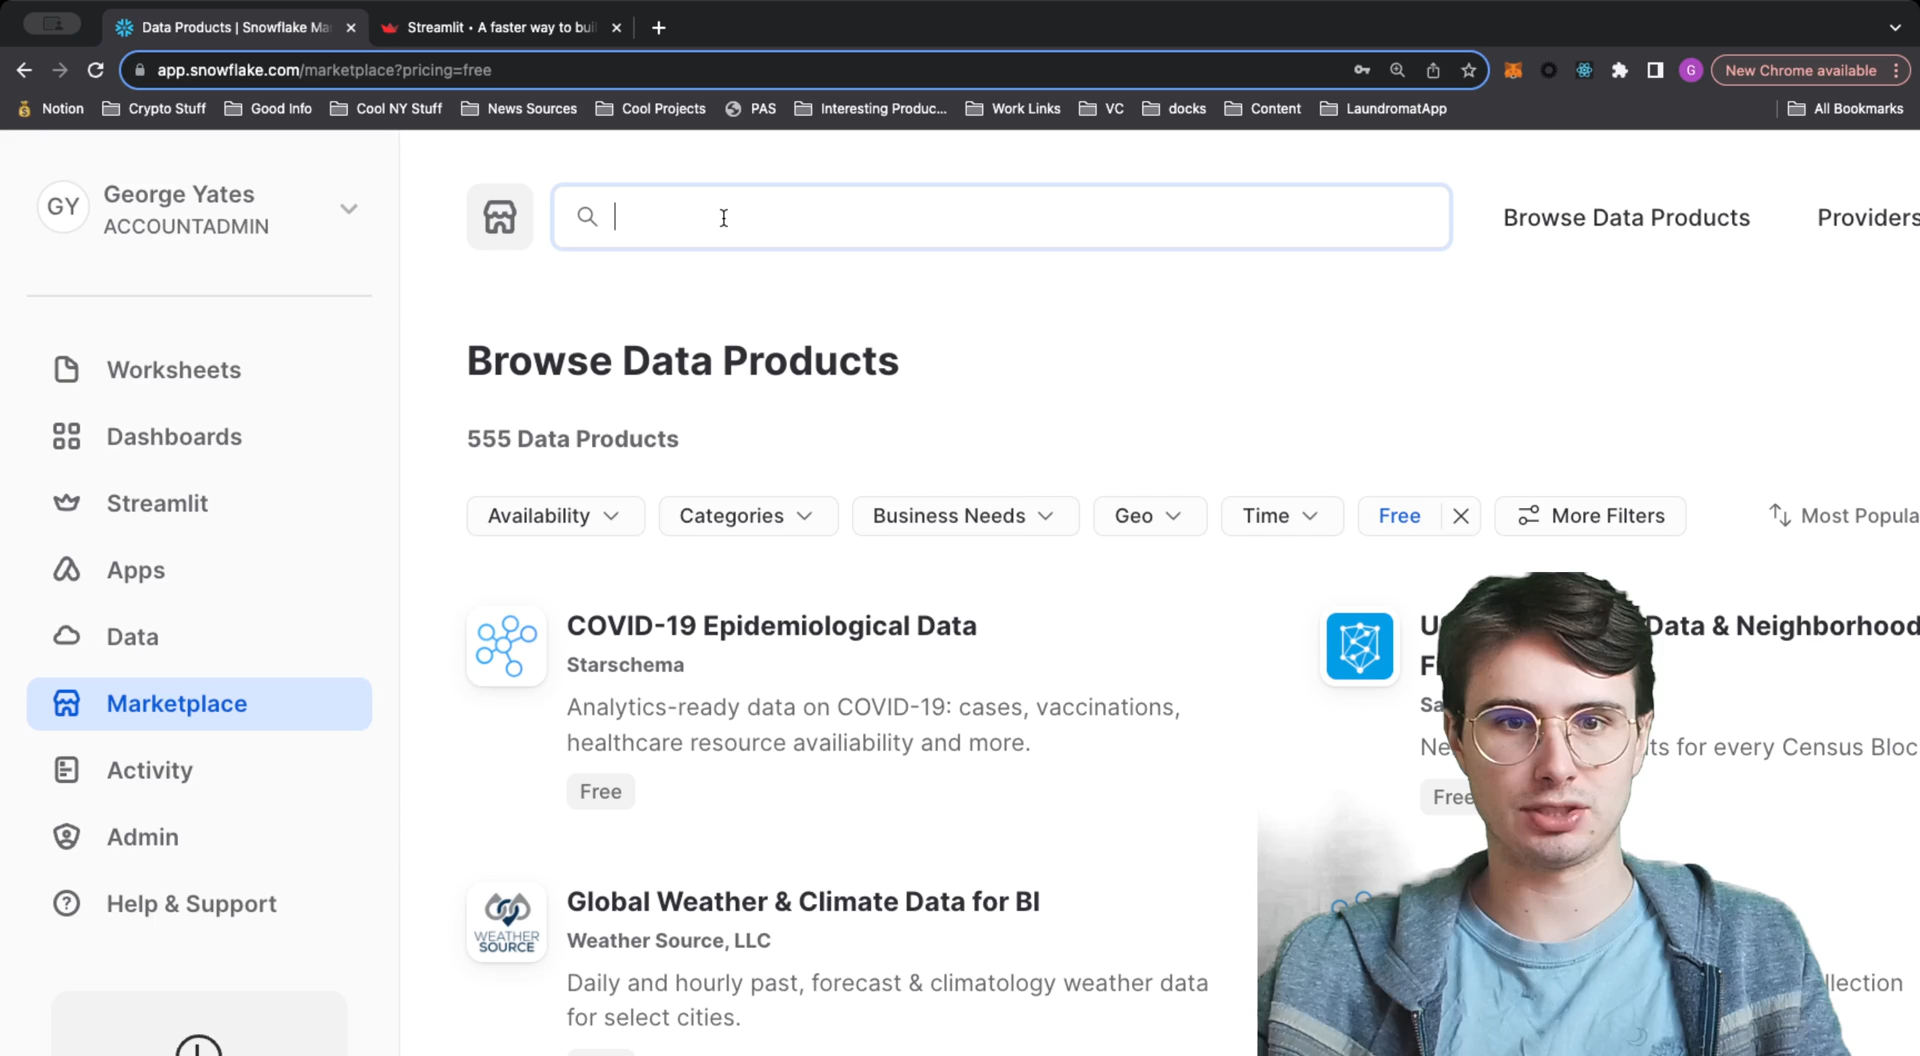 Data Products | Snowflake Ma
Streamlit • A faster way to bui
app.snowflake.com/marketplace?pricing=free
G
New Chrome available
Notion
Crypto Stuff
Good Info
Cool NY Stuff
News Sources
Cool Projects
PAS
Interesting Produc...
Work Links
VC
docks
Content
LaundromatApp
All Bookmarks
GY
George Yates
ACCOUNTADMIN
Browse Data Products
Providers
Worksheets
Dashboards
Streamlit
Apps
Data
Marketplace
Activity
Admin
Help & Support
Browse Data Products
555 Data Products
Availability
Categories
Business Needs
Geo
Time
Free
More Filters
Most Popula
COVID-19 Epidemiological Data
Starschema
Analytics-ready data on COVID-19: cases, vaccinations,
healthcare resource availiability and more.
Free
Data & Neighborhood
ts for every Census Bloc
Free
WEATHER
SOURCE
Global Weather & Climate Data for BI
Weather Source, LLC
Daily and hourly past, forecast & climatology weather data
for select cities.
llection